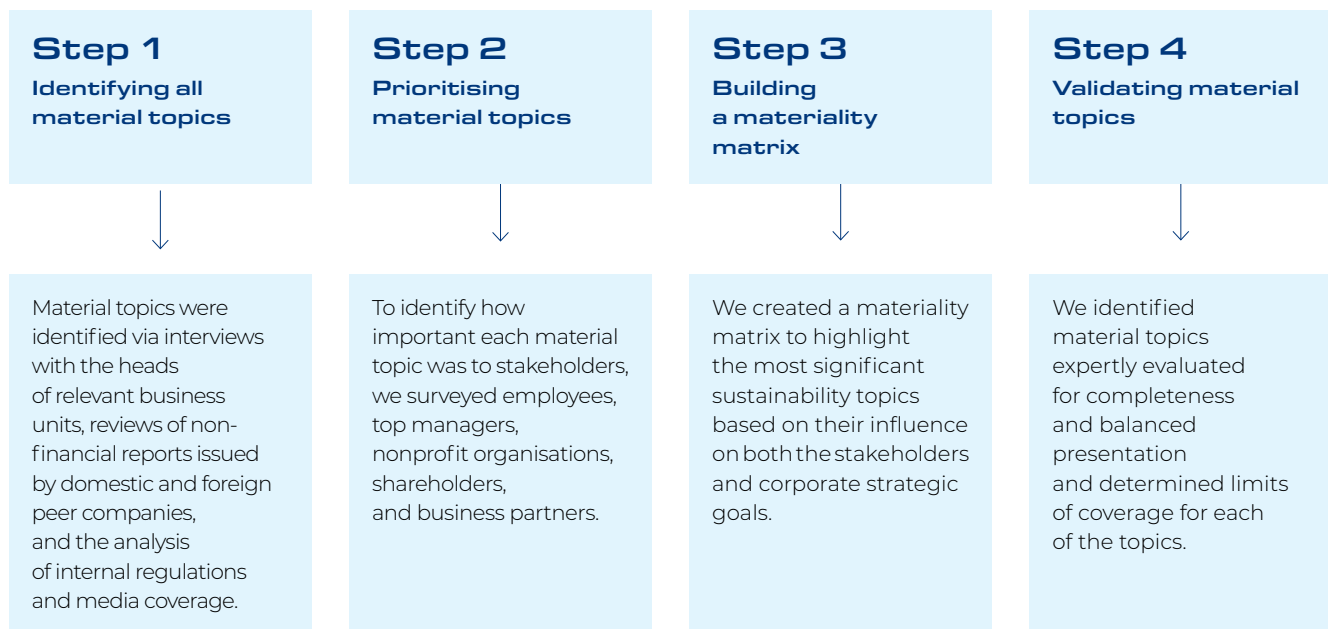 Step 1
Identifying all
material topics
Material topics were
identified via interviews
with the heads
of relevant business
units, reviews of non-
financial reports issued
by domestic and foreign
peer companies,
and the analysis
of internal regulations
and media coverage.
Step 2
Prioritising
material topics
To identify how
important each material
topic was to stakeholders,
we surveyed employees,
top managers,
nonprofit organisations,
shareholders,
and business partners.
Step 3
Building
a materiality
matrix
We created a materiality
matrix to highlight
the most significant
sustainability topics
based on their influence
on both the stakeholders
and corporate strategic
goals.
Step 4
Validating material
topics
We identified
material topics
expertly evaluated
for completeness
and balanced
presentation
and determined limits
of coverage for each
of the topics.